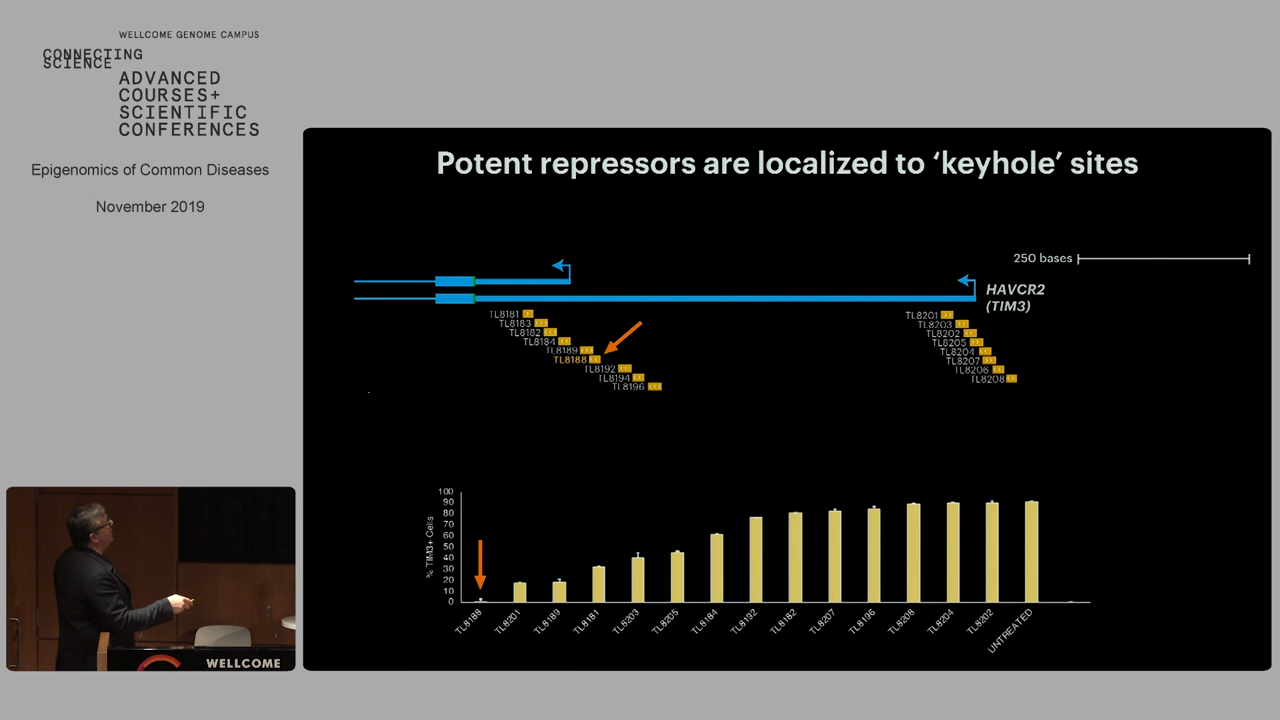 WELLCOME GENOME CAMPUS
CONNECTING
SCIENCE
ADVANCED
COURSES+
SCIENTIFIC
CONFERENCES
Epigenomics of Common Diseases
November 2019
Potent repressors are localized to ‘keyhole’ sites
250 bases
HAVCR2
(TIM3)
TL8181
TL8183
TL8182
TL8184
TL8189
TL8188
TL8192
TL8194
TL8196
TL8201
TL8203
TL8202
TL8205
TL8204
TL8207
TL8206
TL8208
% TIM3+ Cells
100
90
80
70
60
50
40
30
20
10
0
TL8188
TL8201
TL8189
TL8181
TL8203
TL8205
TL8184
TL8192
TL8182
TL8207
TL8196
TL8208
TL8204
TL8202
UNTREATED
WELLCOME